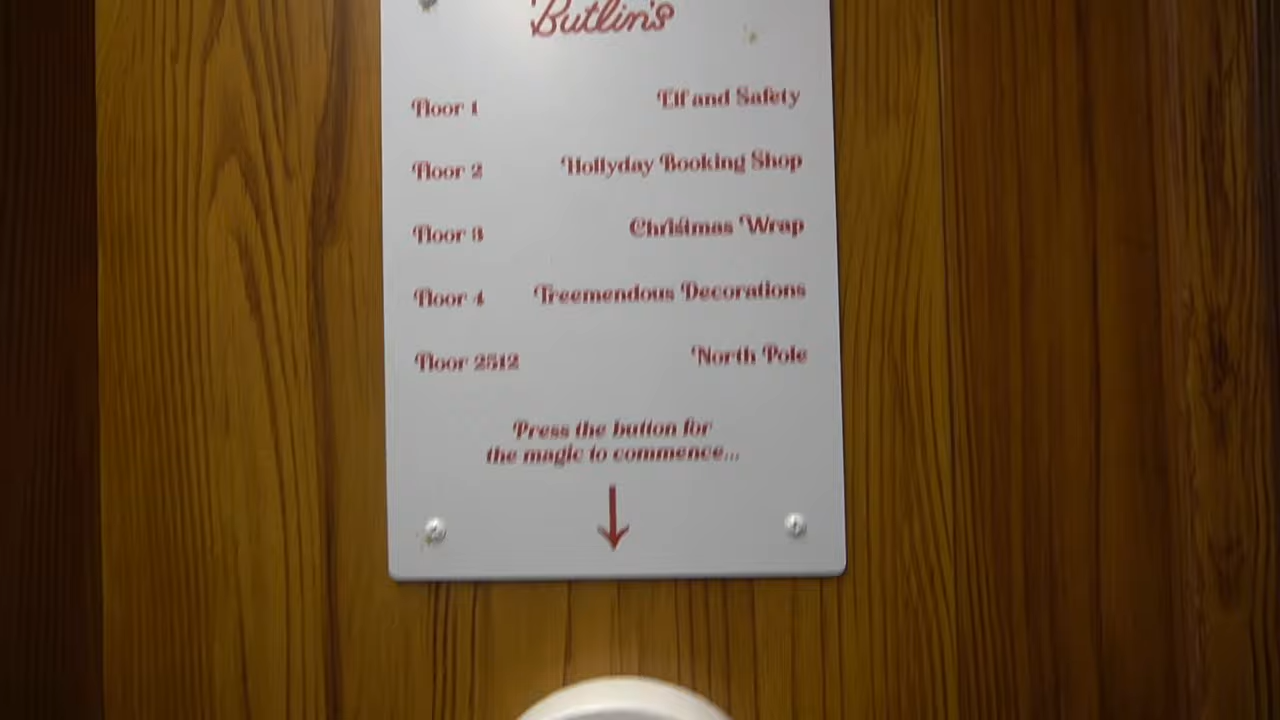 Butlin's
Floor 1 Elf and Safety
Floor 2 Hollyday Booking Shop
Floor 3 Christmas Wrap
Floor 4 Treemendous Decorations
Floor 2512 North Pole
Press the button for
the magic to commence...